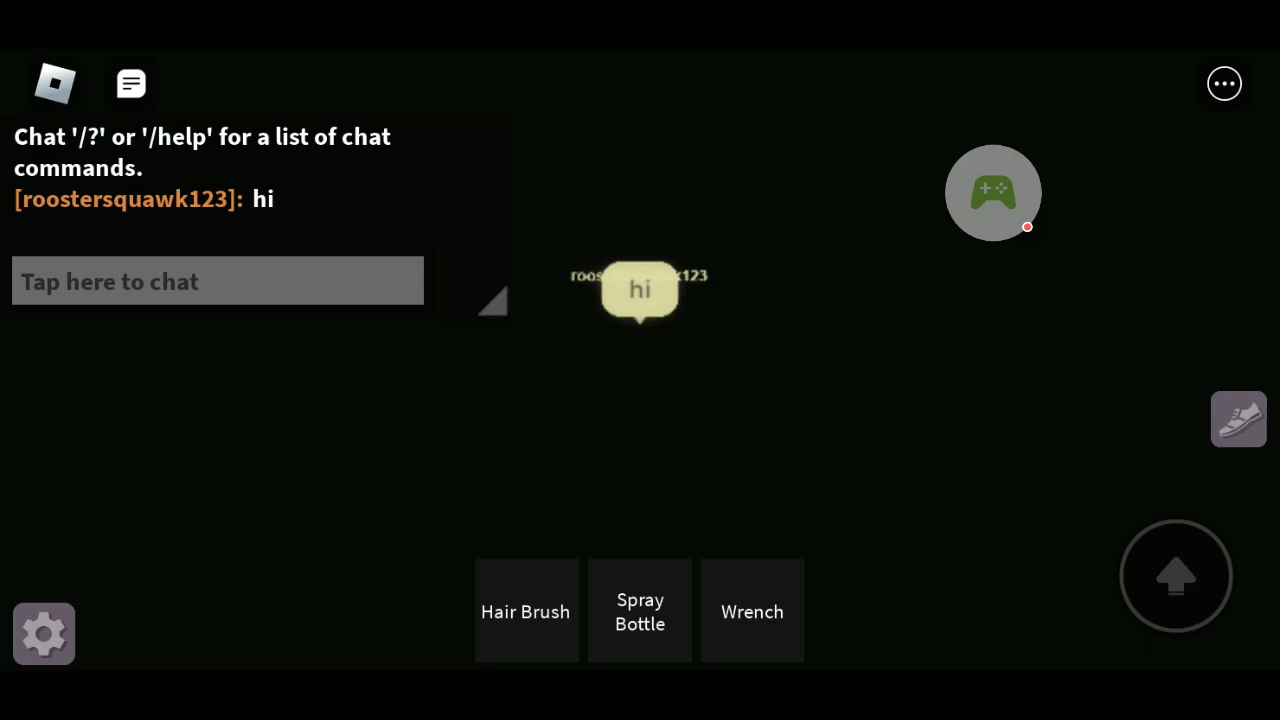 Chat '/?' or '/help' for a list of chat
commands.
[roostersquawk123]: hi
Tap here to chat
hi
Hair Brush
Spray
Bottle
Wrench